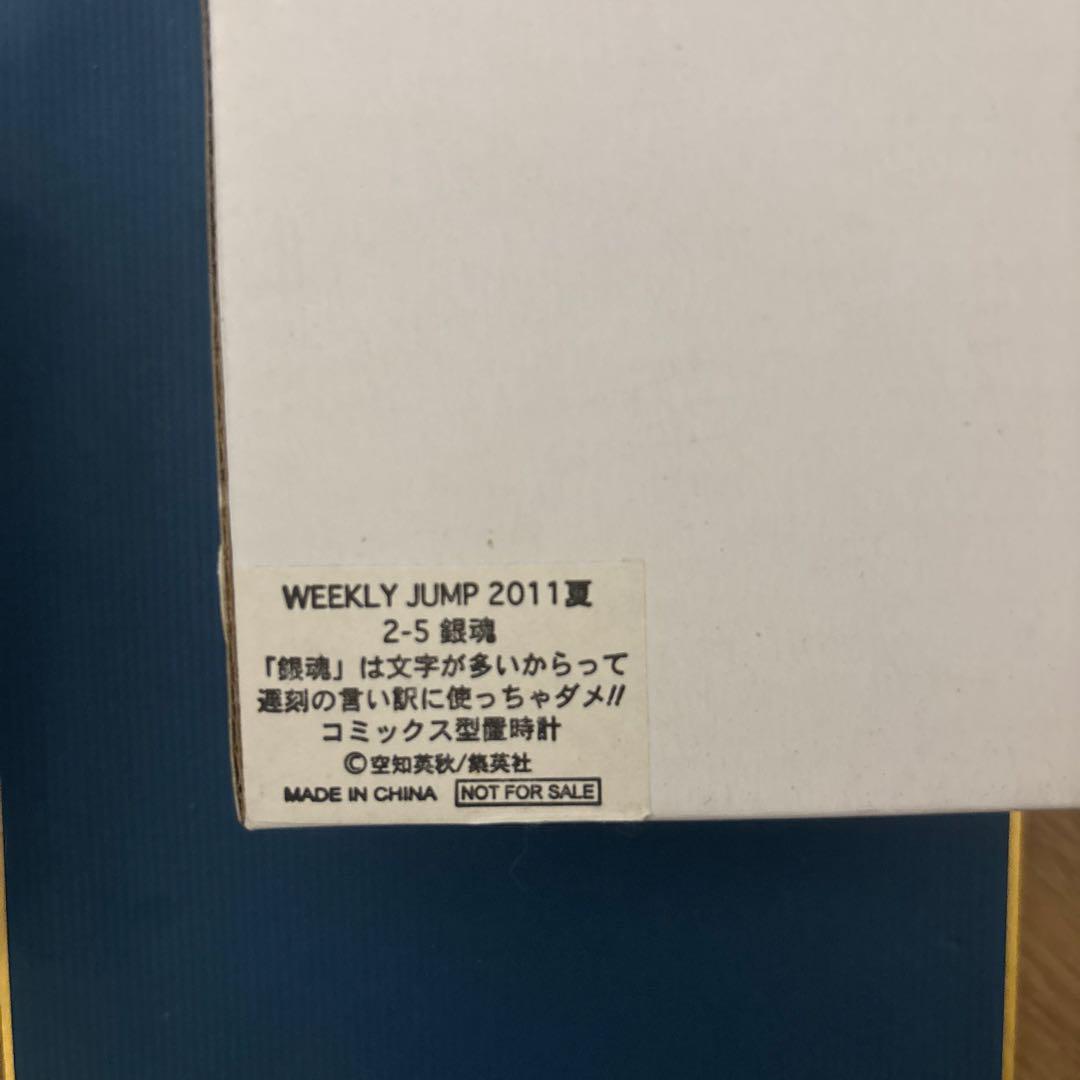 WEEKLY JUMP 2011夏
2-5 銀魂
「銀魂」は文字が多いからって
遅刻の言い訳に使っちゃダメ!!
コミックス型置時計
©空知英秋/集英社
MADE IN CHINA NOT FOR SALE